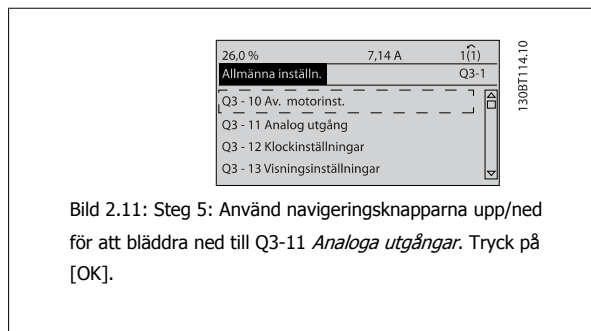 26,0 % 7,14 A 1(1)
Allmänna inställn. Q3-1
Q3 - 10 Av. motorinst.
Q3 - 11 Analog utgång
Q3 - 12 Klockinställningar
Q3 - 13 Visningsinställningar
130BT114.10
Bild 2.11: Steg 5: Använd navigeringsknapparna upp/ned
för att bläddra ned till Q3-11 Analoga utgångar. Tryck på
[OK].